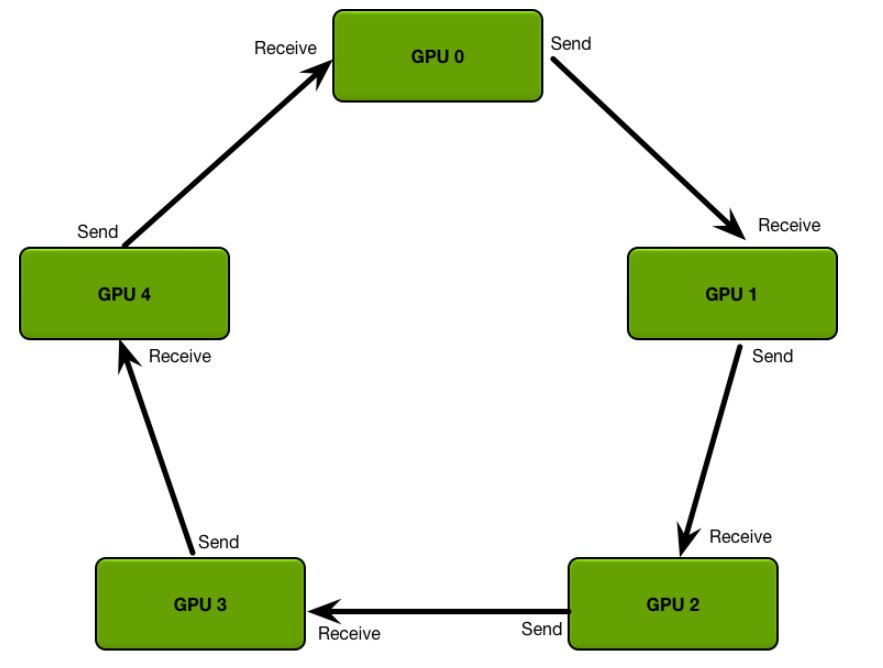 GPU 0
Receive
Send
Send
Receive
GPU 4
GPU 1
Receive
Send
Send
Receive
GPU 3
GPU 2
Receive
Send